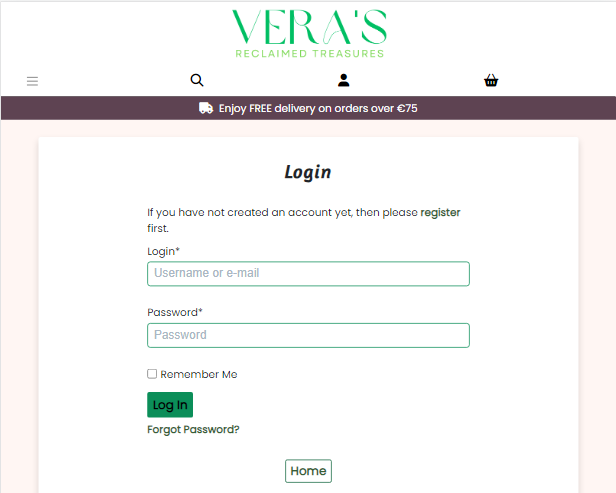 VERA'S
RECLAIMED TREASURES
Enjoy FREE delivery on orders over €75
Login
If you have not created an account yet, then please register
first.
Login*
Username or e-mail
Password*
Password
Remember Me
Log In
Forgot Password?
Home